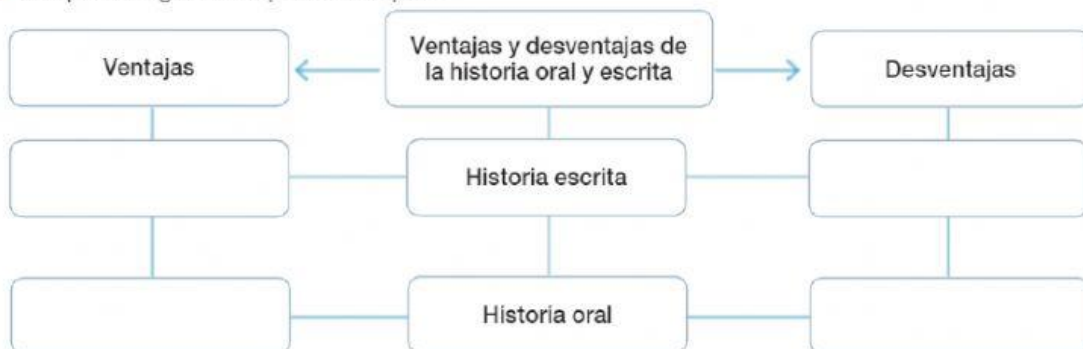 Ventajas
Ventajas y desventajas de
la historia oral y escrita
Desventajas
Historia escrita
Historia oral